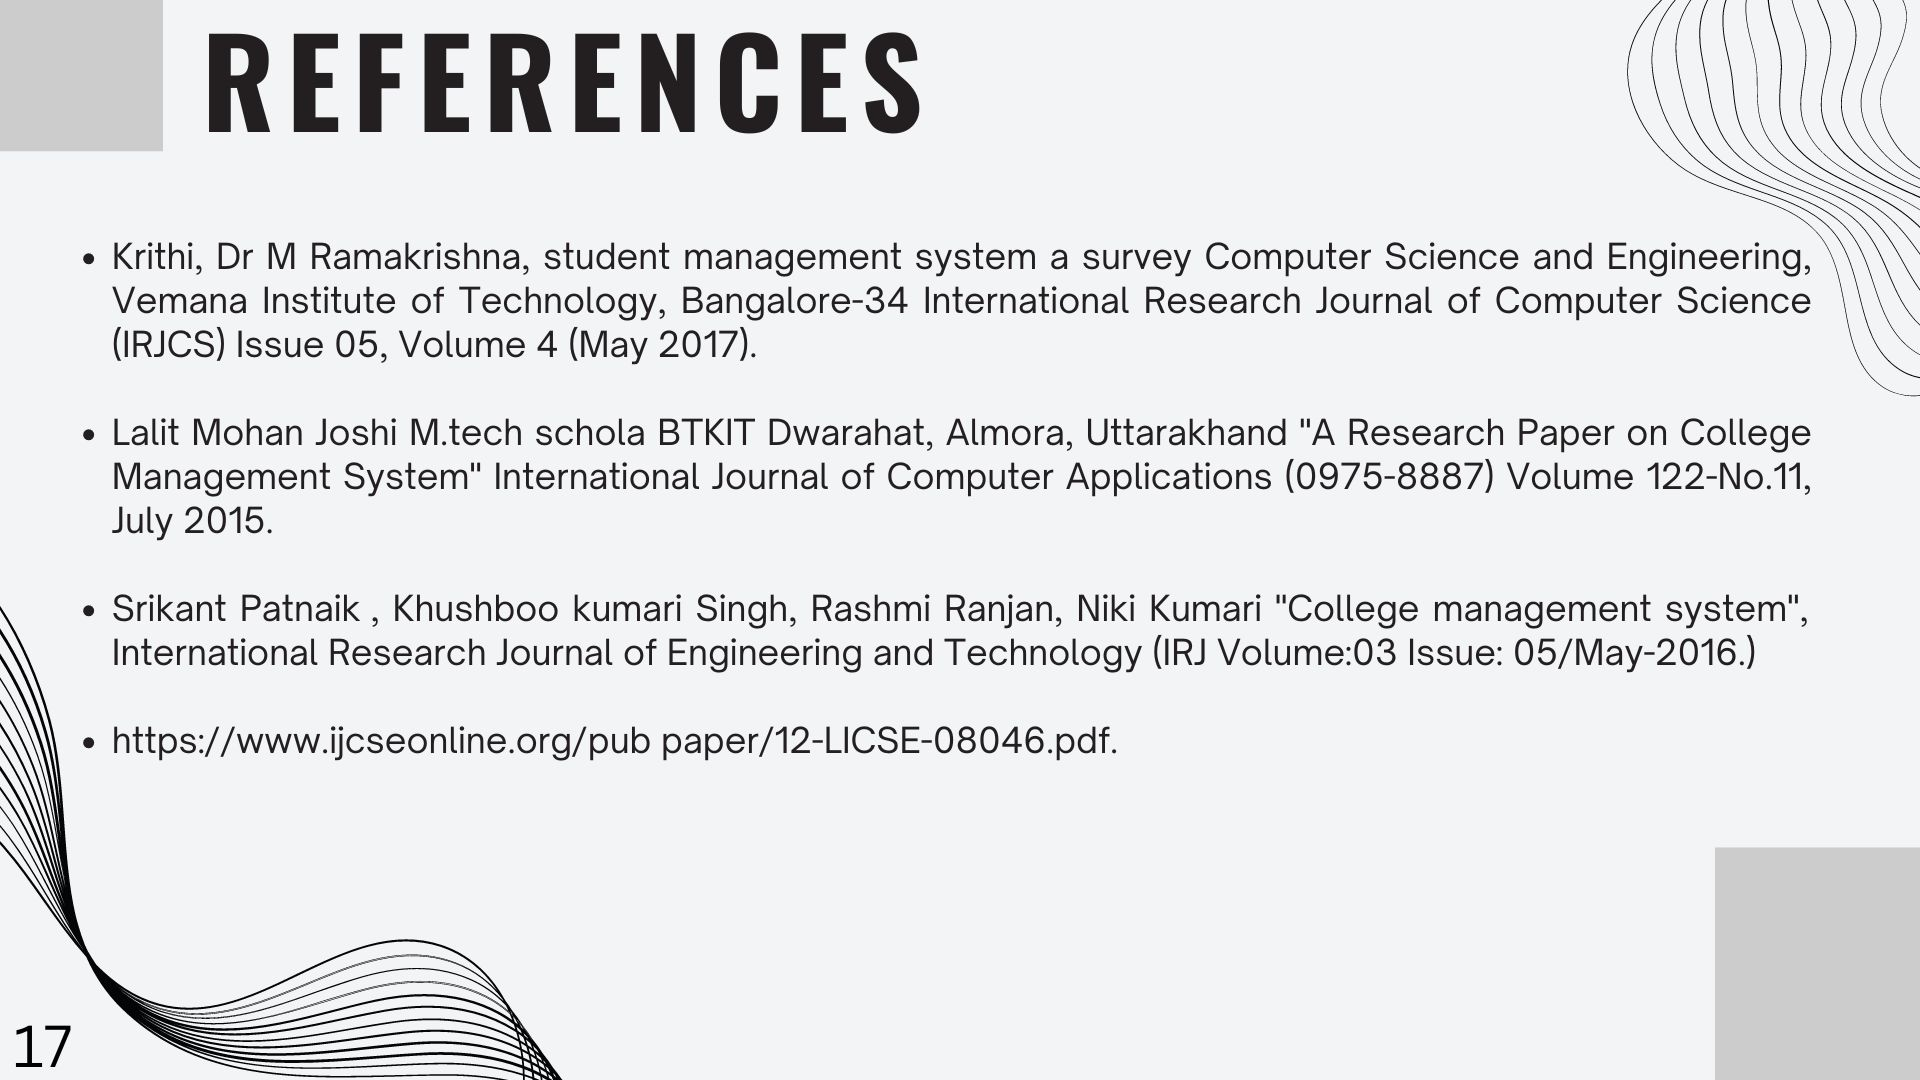 REFERENCES
• Krithi, Dr M Ramakrishna, student management system a survey Computer Science and Engineering,
Vemana Institute of Technology, Bangalore-34 International Research Journal of Computer Science
(IRJCS) Issue 05, Volume 4 (May 2017).
• Lalit Mohan Joshi M.tech schola BTKIT Dwarahat, Almora, Uttarakhand "A Research Paper on College
Management System" International Journal of Computer Applications (0975-8887) Volume 122-No.11,
July 2015.
• Srikant Patnaik , Khushboo kumari Singh, Rashmi Ranjan, Niki Kumari "College management system",
International Research Journal of Engineering and Technology (IRJ Volume:03 Issue: 05/May-2016.)
• https://www.ijcseonline.org/pub paper/12-LICSE-08046.pdf.
17